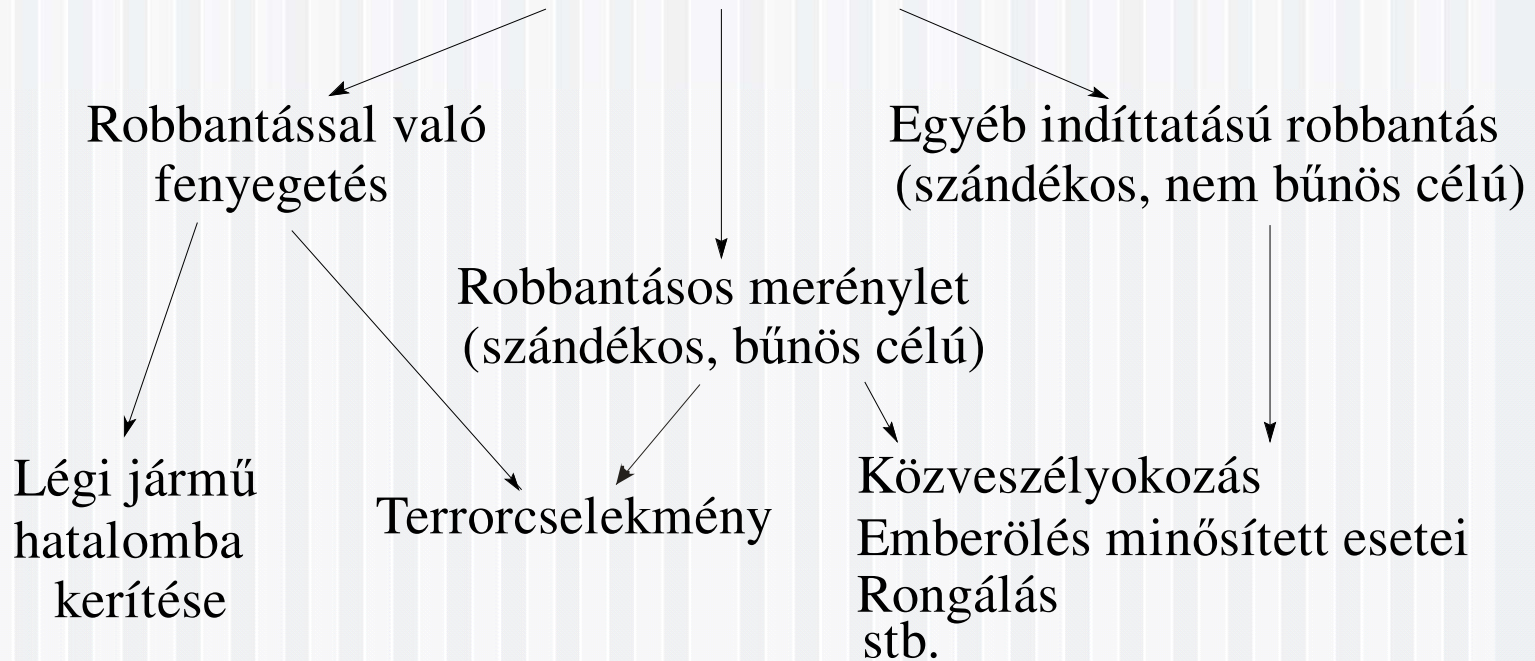 Robbantással való
fenyegetés
Egyéb indíttatású robbantás
(szándékos, nem bűnös célú)
Robbantásos merénylet
(szándékos, bűnös célú)
Légi jármű
hatalomba
kerítése
Terrorcselekmény
Közveszélyokozás
Emberölés minősített esetei
Rongálás
stb.